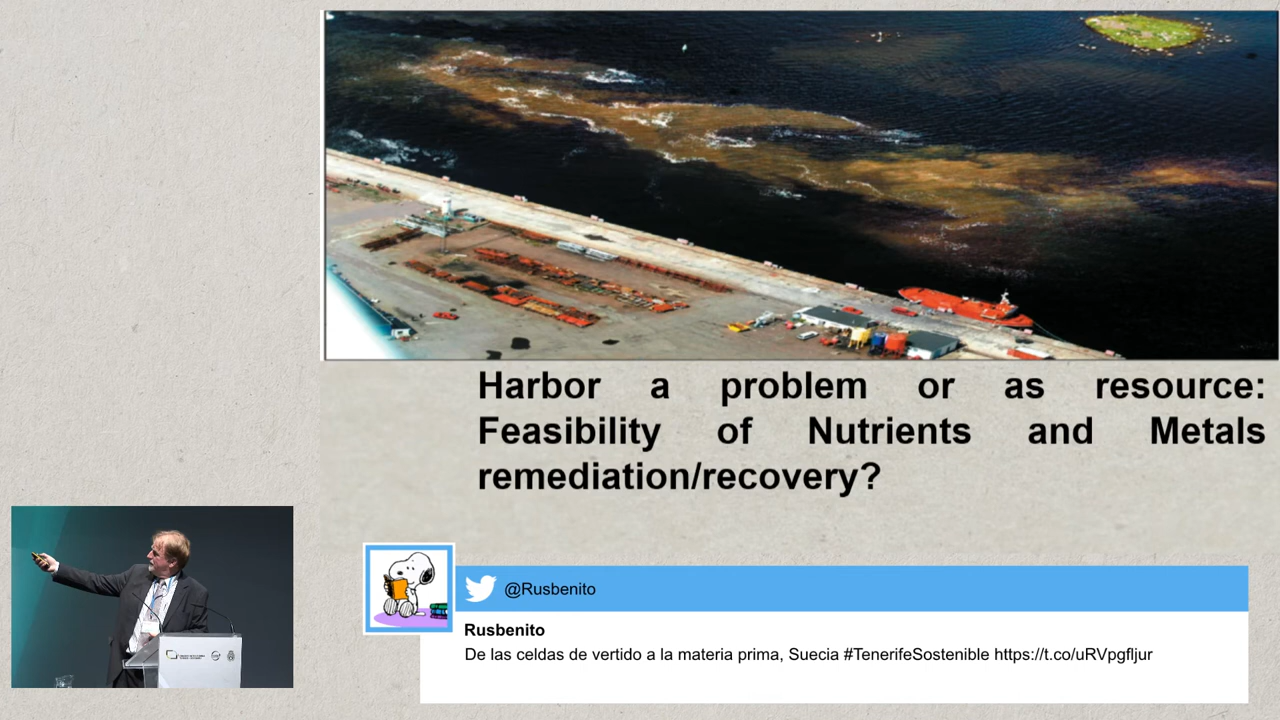 Harbor a problem or as resource:
Feasibility of Nutrients and Metals
remediation/recovery?
@Rusbenito
Rusbenito
De las celdas de vertido a la materia prima, Suecia #TenerifeSostenible https://t.co/uRVpgfljur